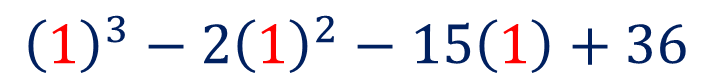 (1)³ − 2(1)² − 15(1) + 36